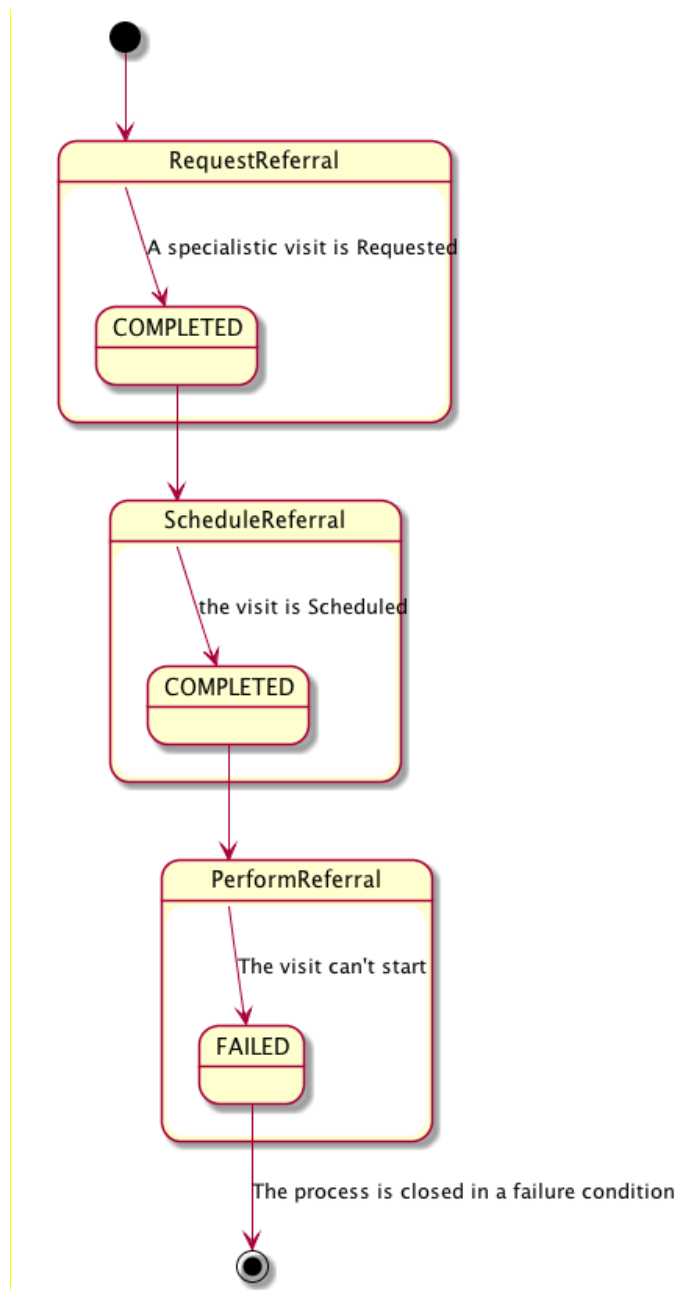 RequestReferral
A specialistic visit is Requested
COMPLETED
ScheduleReferral
the visit is Scheduled
COMPLETED
PerformReferral
The visit can't start
FAILED
The process is closed in a failure condition